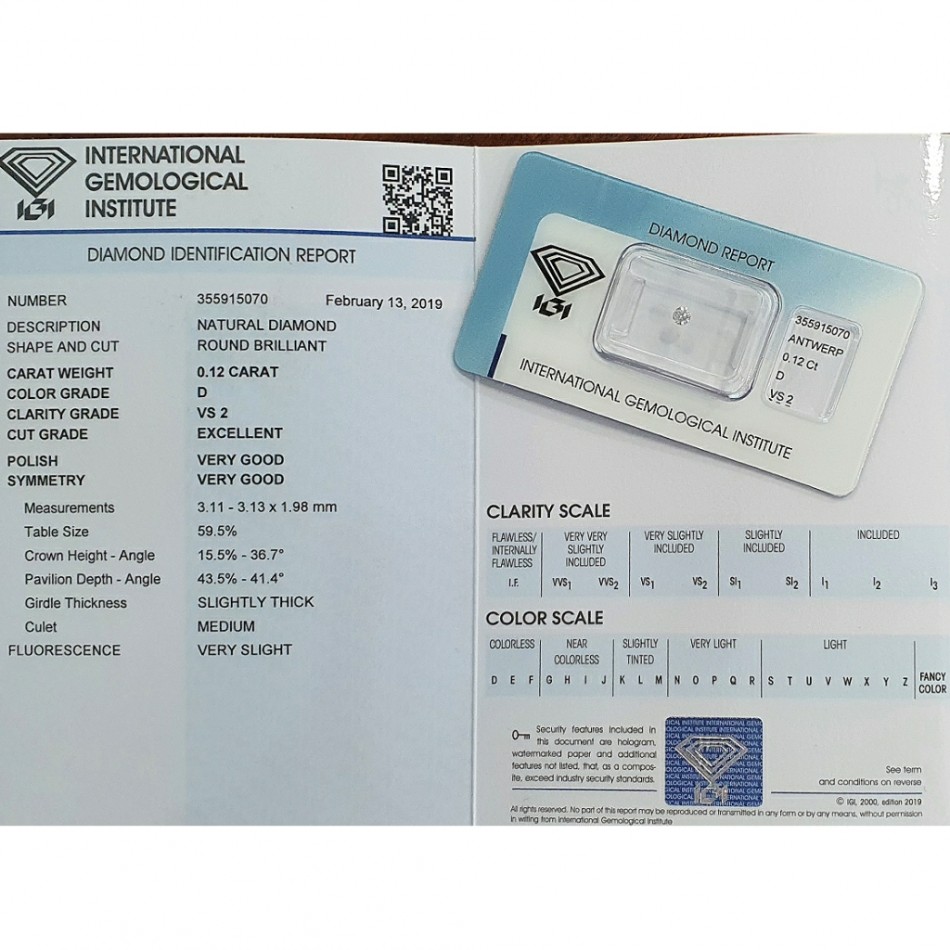 INTERNATIONAL
GEMOLOGICAL
INSTITUTE
IGI
DIAMOND IDENTIFICATION REPORT
NUMBER 355915070 February 13, 2019
DESCRIPTION NATURAL DIAMOND
SHAPE AND CUT ROUND BRILLIANT
CARAT WEIGHT 0.12 CARAT
COLOR GRADE D
CLARITY GRADE VS 2
CUT GRADE EXCELLENT
POLISH VERY GOOD
SYMMETRY VERY GOOD
Measurements 3.11 - 3.13 x 1.98 mm
Table Size 59.5%
Crown Height - Angle 15.5% - 36.7°
Pavilion Depth - Angle 43.5% - 41.4°
Girdle Thickness SLIGHTLY THICK
Culet MEDIUM
FLUORESCENCE VERY SLIGHT
DIAMOND REPORT
IGI
355915070
ANTWERP
0.12 Ct
D
VS 2
INTERNATIONAL GEMOLOGICAL INSTITUTE
CLARITY SCALE
FLAWLESS/ INTERNALLY FLAWLESS VERY VERY SLIGHTLY INCLUDED VERY SLIGHTLY INCLUDED SLIGHTLY INCLUDED INCLUDED
I.F. VVS1 VVS2 VS1 VS2 SI1 SI2 I1 I2 I3
COLOR SCALE
COLORLESS NEAR COLORLESS SLIGHTLY TINTED VERY LIGHT LIGHT
D E F G H I J K L M N O P Q R S T U V W X Y Z FANCY COLOR
Security features included in
this document are hologram,
watermarked paper and additional
features not listed, that, as a compos-
ite, exceed industry security standards.
IGI
See term
and conditions on reverse
© IGI, 2000, edition 2019
All rights reserved. No part of this report may be reproduced or transmitted in any form or by any means, without permission
in writing from International Gemological Institute